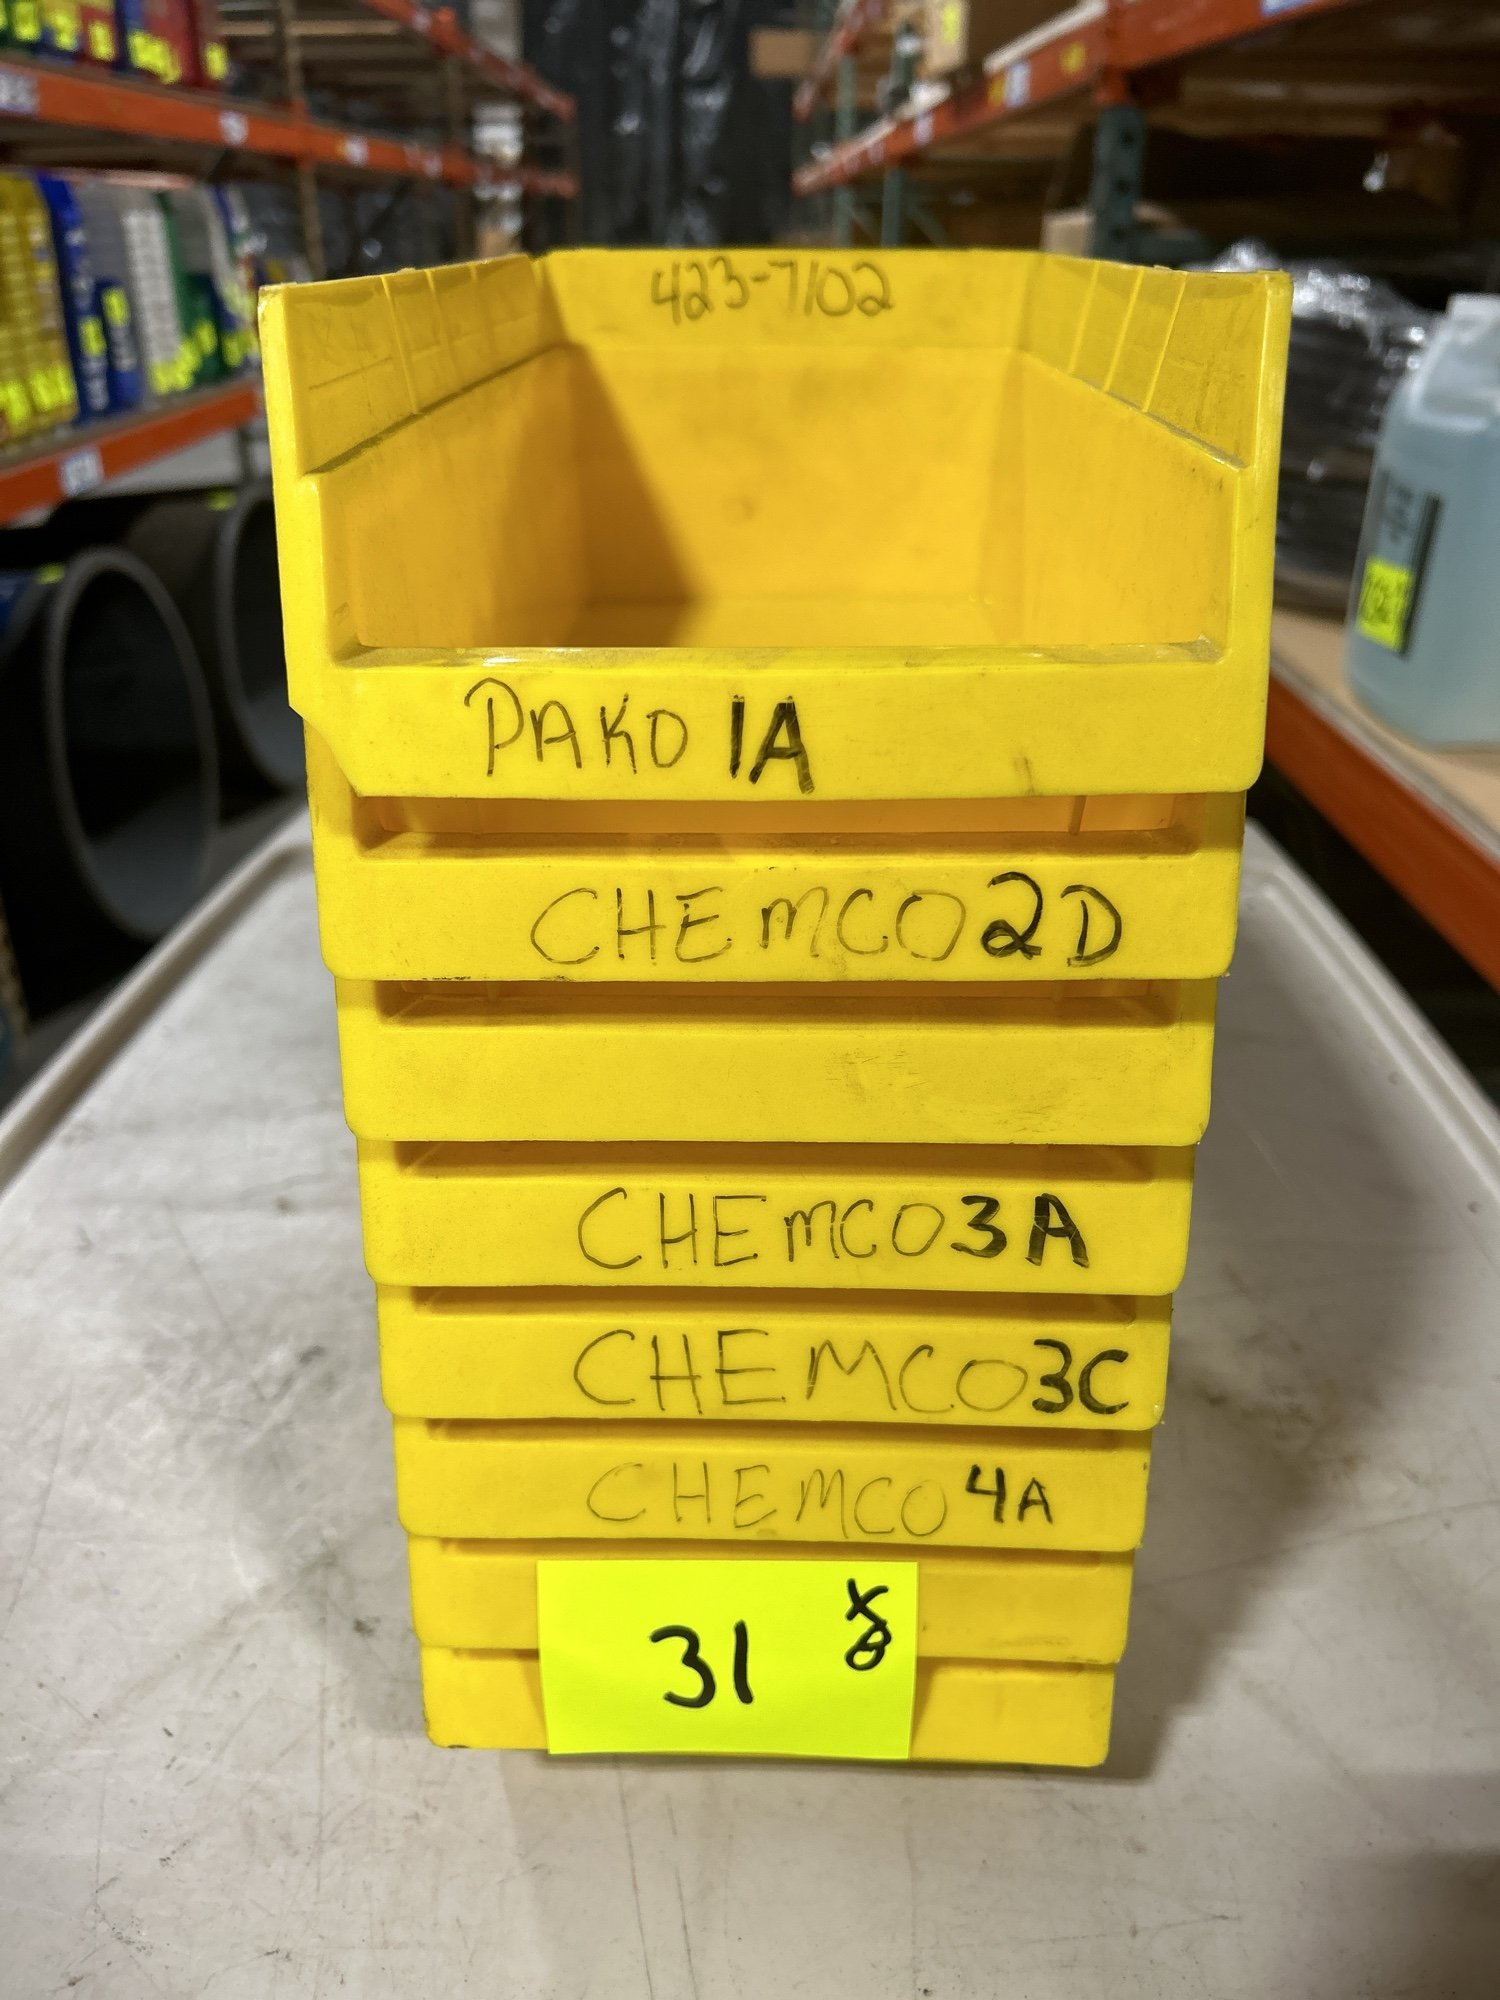 423-7102
PAKO 1A
CHEMCO 2D
CHEMCO 3A
CHEMCO 3C
CHEMCO 4A
31 x8